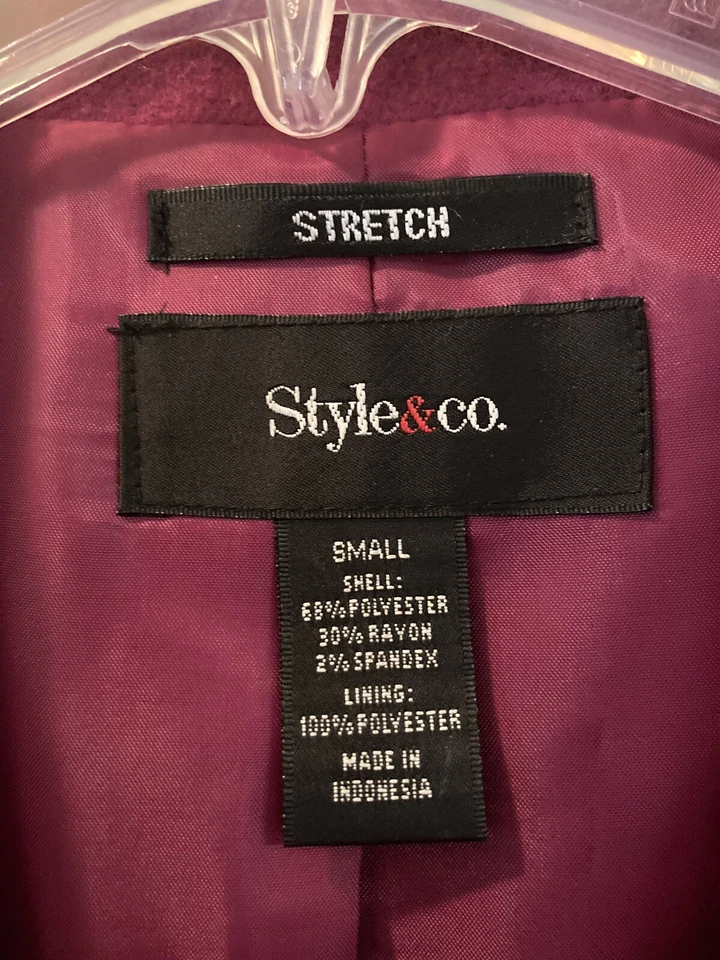 STRETCH
Style&co.
SMALL
SHELL:
68%POLYESTER
30%RAYON
2%SPANDEX
LINING:
100%POLYESTER
MADE IN
INDONESIA